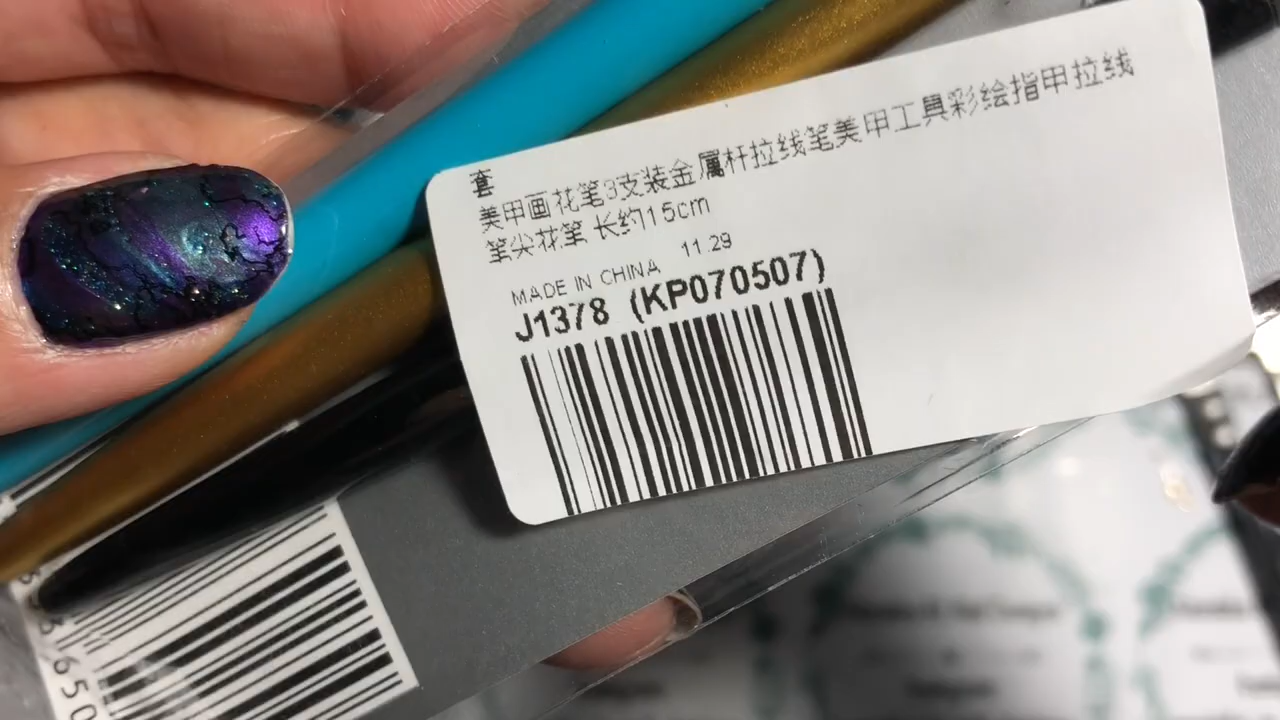 套
美甲画花笔3支装金属杆拉线笔美甲工具彩绘指甲拉线
笔尖花笔 长约15cm
MADE IN CHINA 11.29
J1378 (KP070507)
650